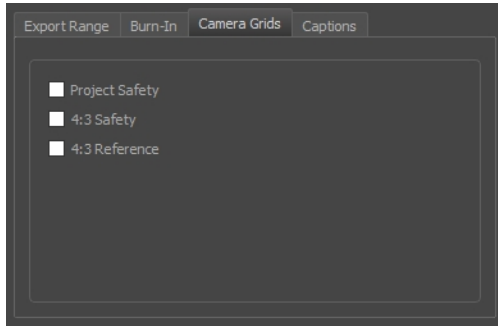 Export Range Burn-In Camera Grids Captions
Project Safety
4:3 Safety
4:3 Reference